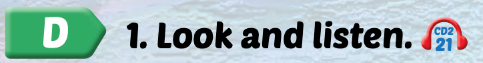 D 1. Look and listen. CD2 21